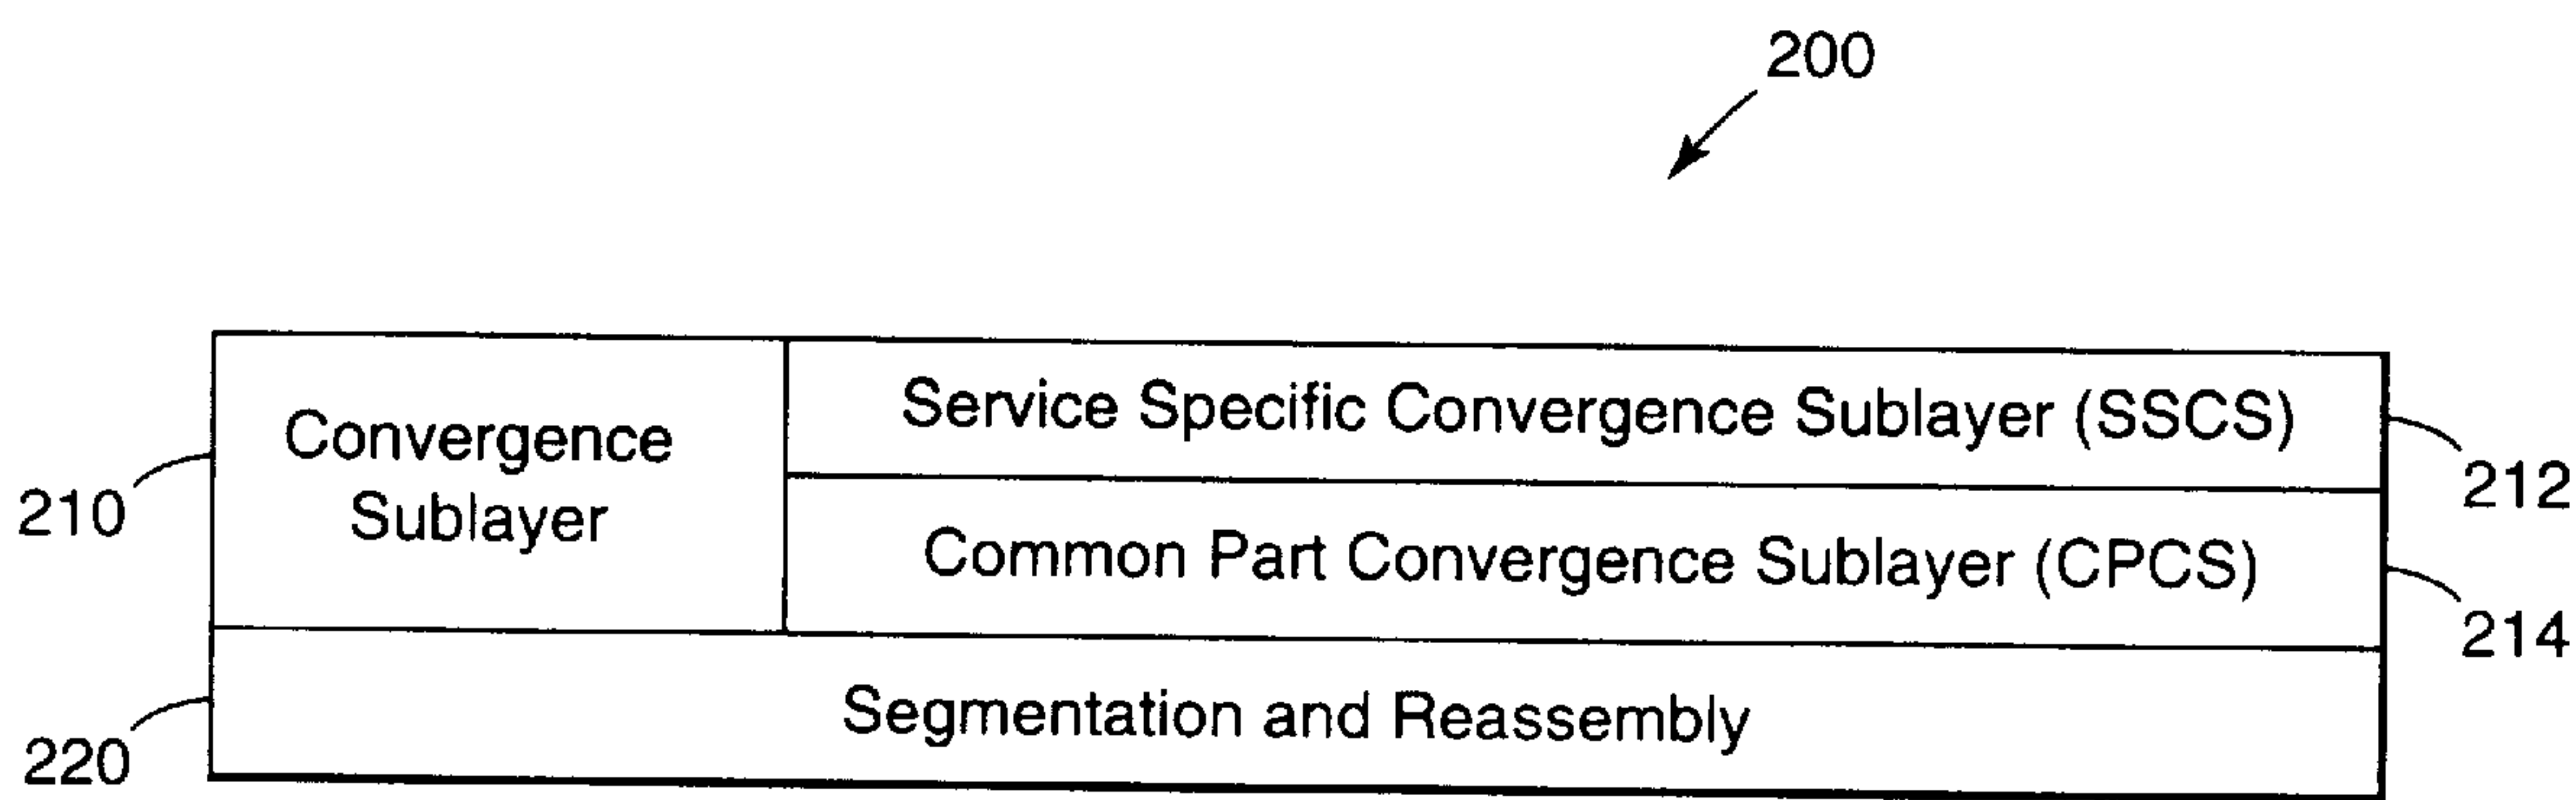 200
Convergence
Sublayer
Service Specific Convergence Sublayer (SSCS)
Common Part Convergence Sublayer (CPCS)
210
212
214
Segmentation and Reassembly
220